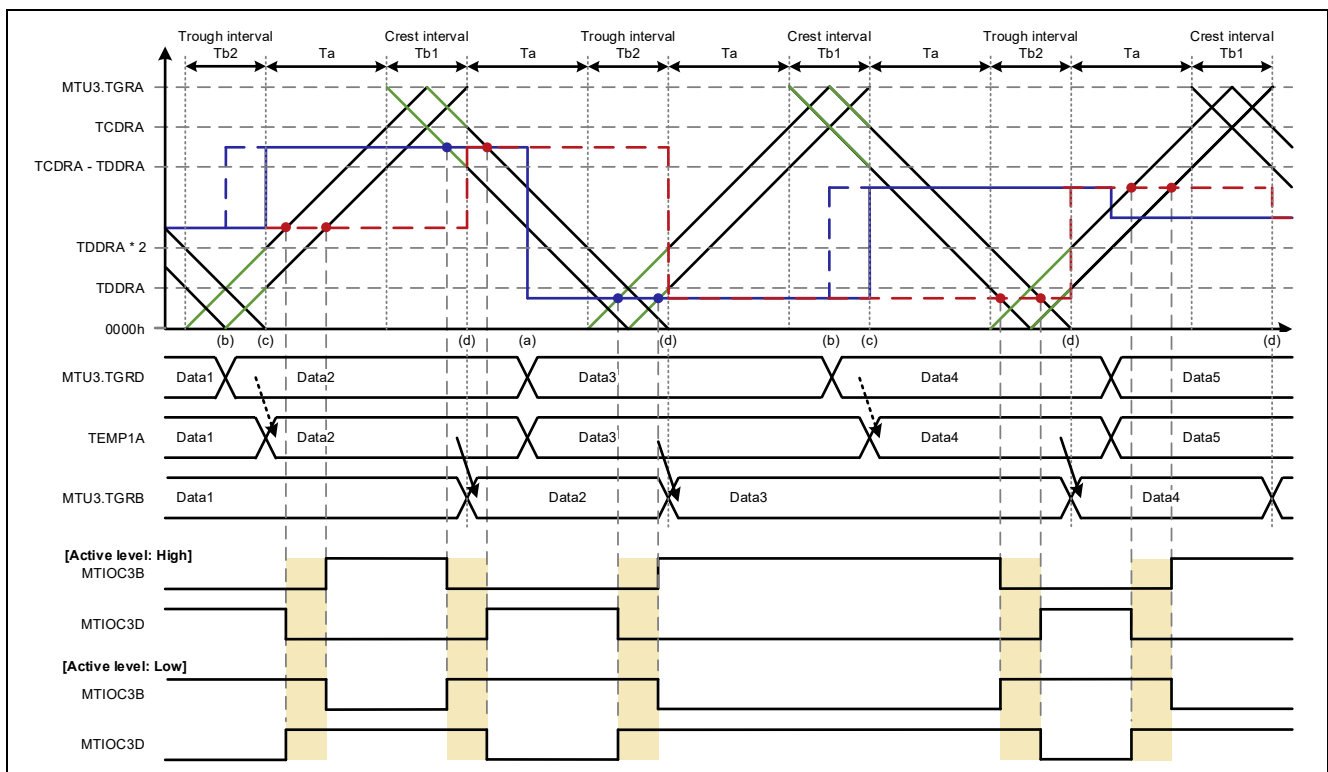 Trough interval Crest interval Trough interval Crest interval Trough interval Crest interval
Tb2 Ta Tb1 Ta Tb2 Ta Tb1 Ta Tb2 Ta Tb1
MTU3.TGRA
TCDRA
TCDRA - TDDRA
TDDRA * 2
TDDRA
0000h
(b) (c) (d) (a) (d) (b) (c) (d) (d)
MTU3.TGRD Data1 Data2 Data3 Data4 Data5
TEMP1A Data1 Data2 Data3 Data4 Data5
MTU3.TGRB Data1 Data2 Data3 Data4
[Active level: High]
MTIOC3B
MTIOC3D
[Active level: Low]
MTIOC3B
MTIOC3D